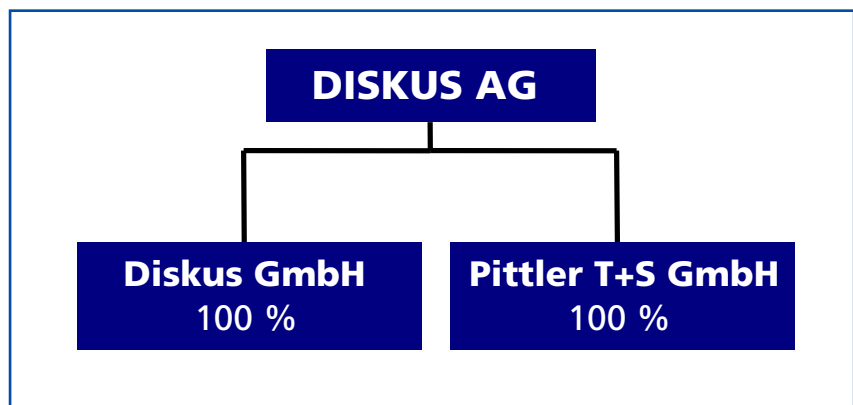 DISKUS AG
Diskus GmbH
100 %
Pittler T+S GmbH
100 %